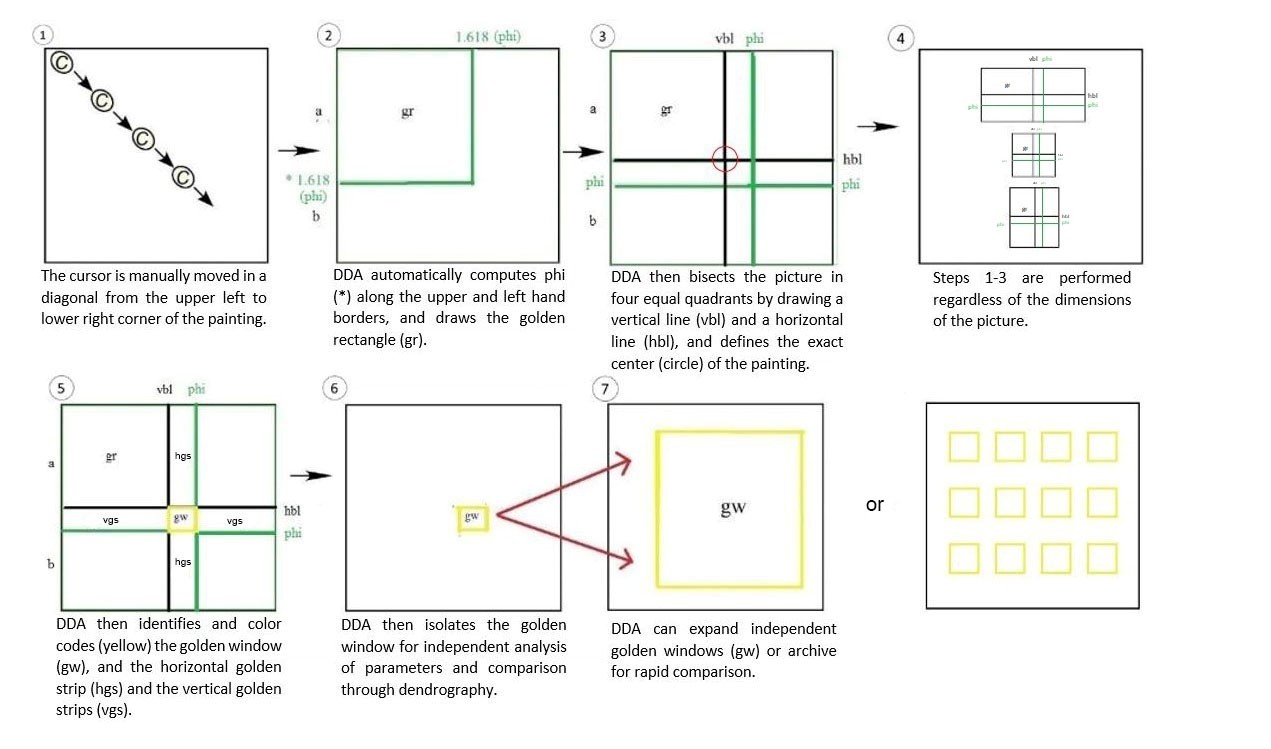 1
C
C
C
C
The cursor is manually moved in a
diagonal from the upper left to
lower right corner of the painting.
2
1.618 (phi)
a
gr
* 1.618
(phi)
b
DDA automatically computes phi
(*) along the upper and left hand
borders, and draws the golden
rectangle (gr).
3
vbl phi
a
gr
hbl
phi
phi
b
DDA then bisects the picture in
four equal quadrants by drawing a
vertical line (vbl) and a horizontal
line (hbl), and defines the exact
center (circle) of the painting.
4
vbl phi
gr
hbl
phi
phi
gr
gr
hbl
phi
phi
Steps 1-3 are performed
regardless of the dimensions
of the picture.
5
vbl phi
a
gr
hgs
hbl
vgs
gw
vgs
phi
b
hgs
DDA then identifies and color
codes (yellow) the golden window
(gw), and the horizontal golden
strip (hgs) and the vertical golden
strips (vgs).
6
gw
DDA then isolates the golden
window for independent analysis
of parameters and comparison
through dendrography.
7
gw
DDA can expand independent
golden windows (gw) or archive
for rapid comparison.
or